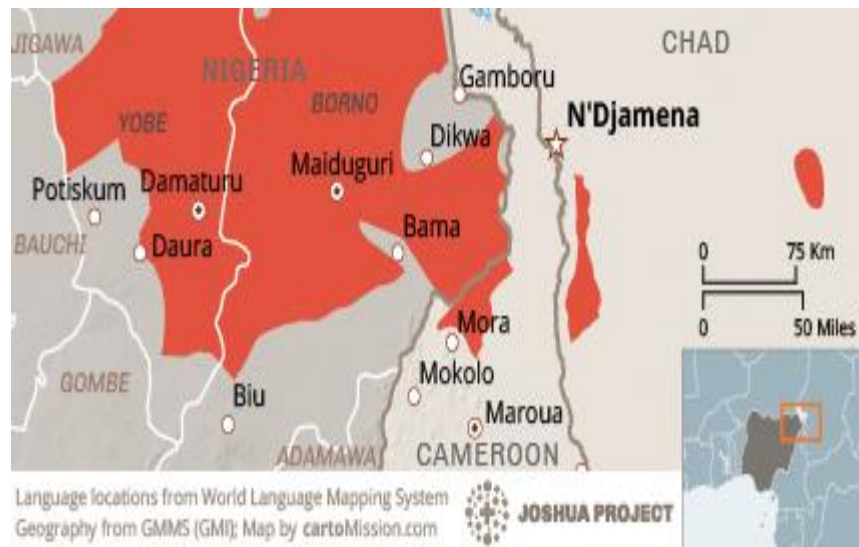 CHAD
JIGAWA
NIGERIA
Gamboru
BORNO
N'Djamena
YOBE
Dikwa
Maiduguri
Potiskum
Damaturu
Bama
BAUCHI
Daura
0 75 Km
0 50 Miles
Mora
Mokolo
GOMBE
Biu
Maroua
ADAMAWA
CAMEROON
Language locations from World Language Mapping System
Geography from GMMS (GMI); Map by cartoMission.com
JOSHUA PROJECT